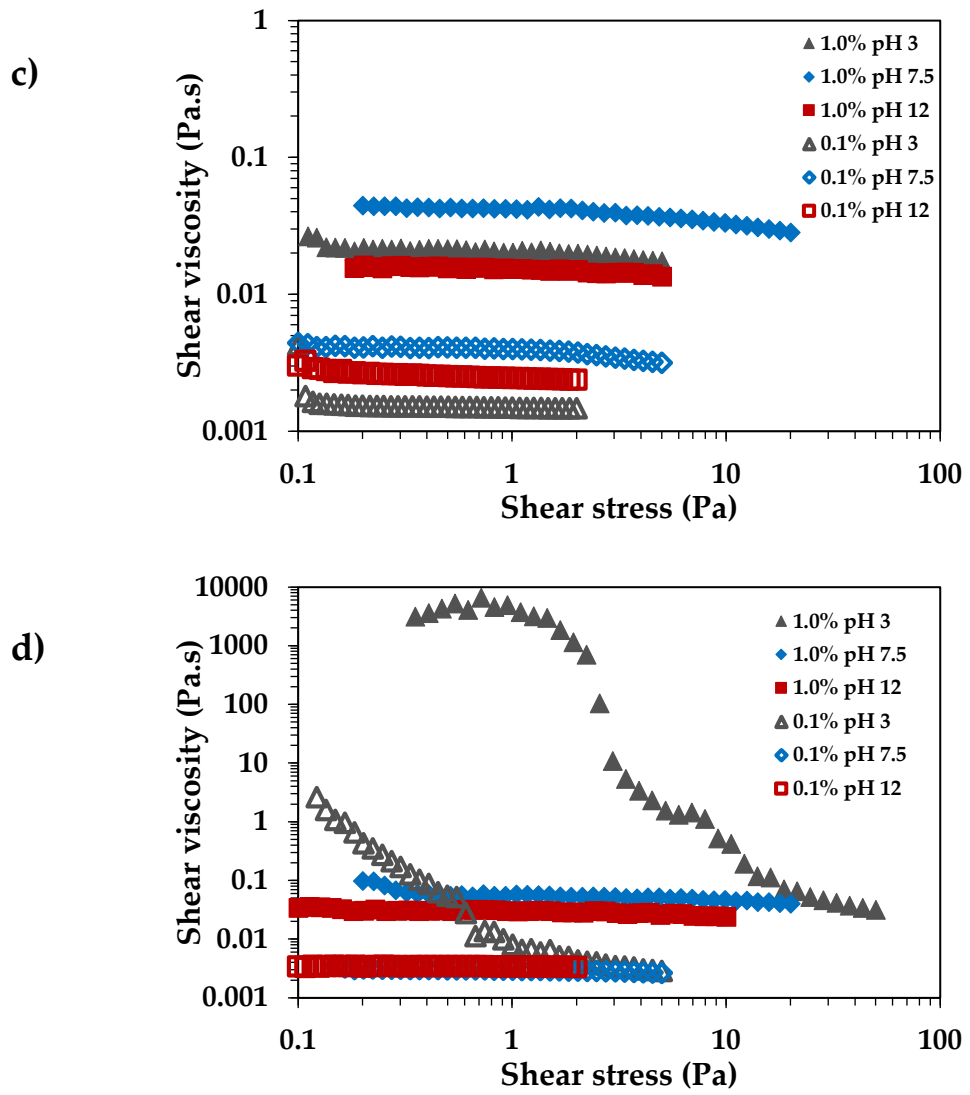 c)
Shear viscosity (Pa.s)
1
0.1
0.01
0.001
1.0% pH 3
1.0% pH 7.5
1.0% pH 12
0.1% pH 3
0.1% pH 7.5
0.1% pH 12
0.1 1 10 100
Shear stress (Pa)
d)
Shear viscosity (Pa.s)
10000
1000
100
10
1
0.1
0.01
0.001
1.0% pH 3
1.0% pH 7.5
1.0% pH 12
0.1% pH 3
0.1% pH 7.5
0.1% pH 12
0.1 1 10 100
Shear stress (Pa)